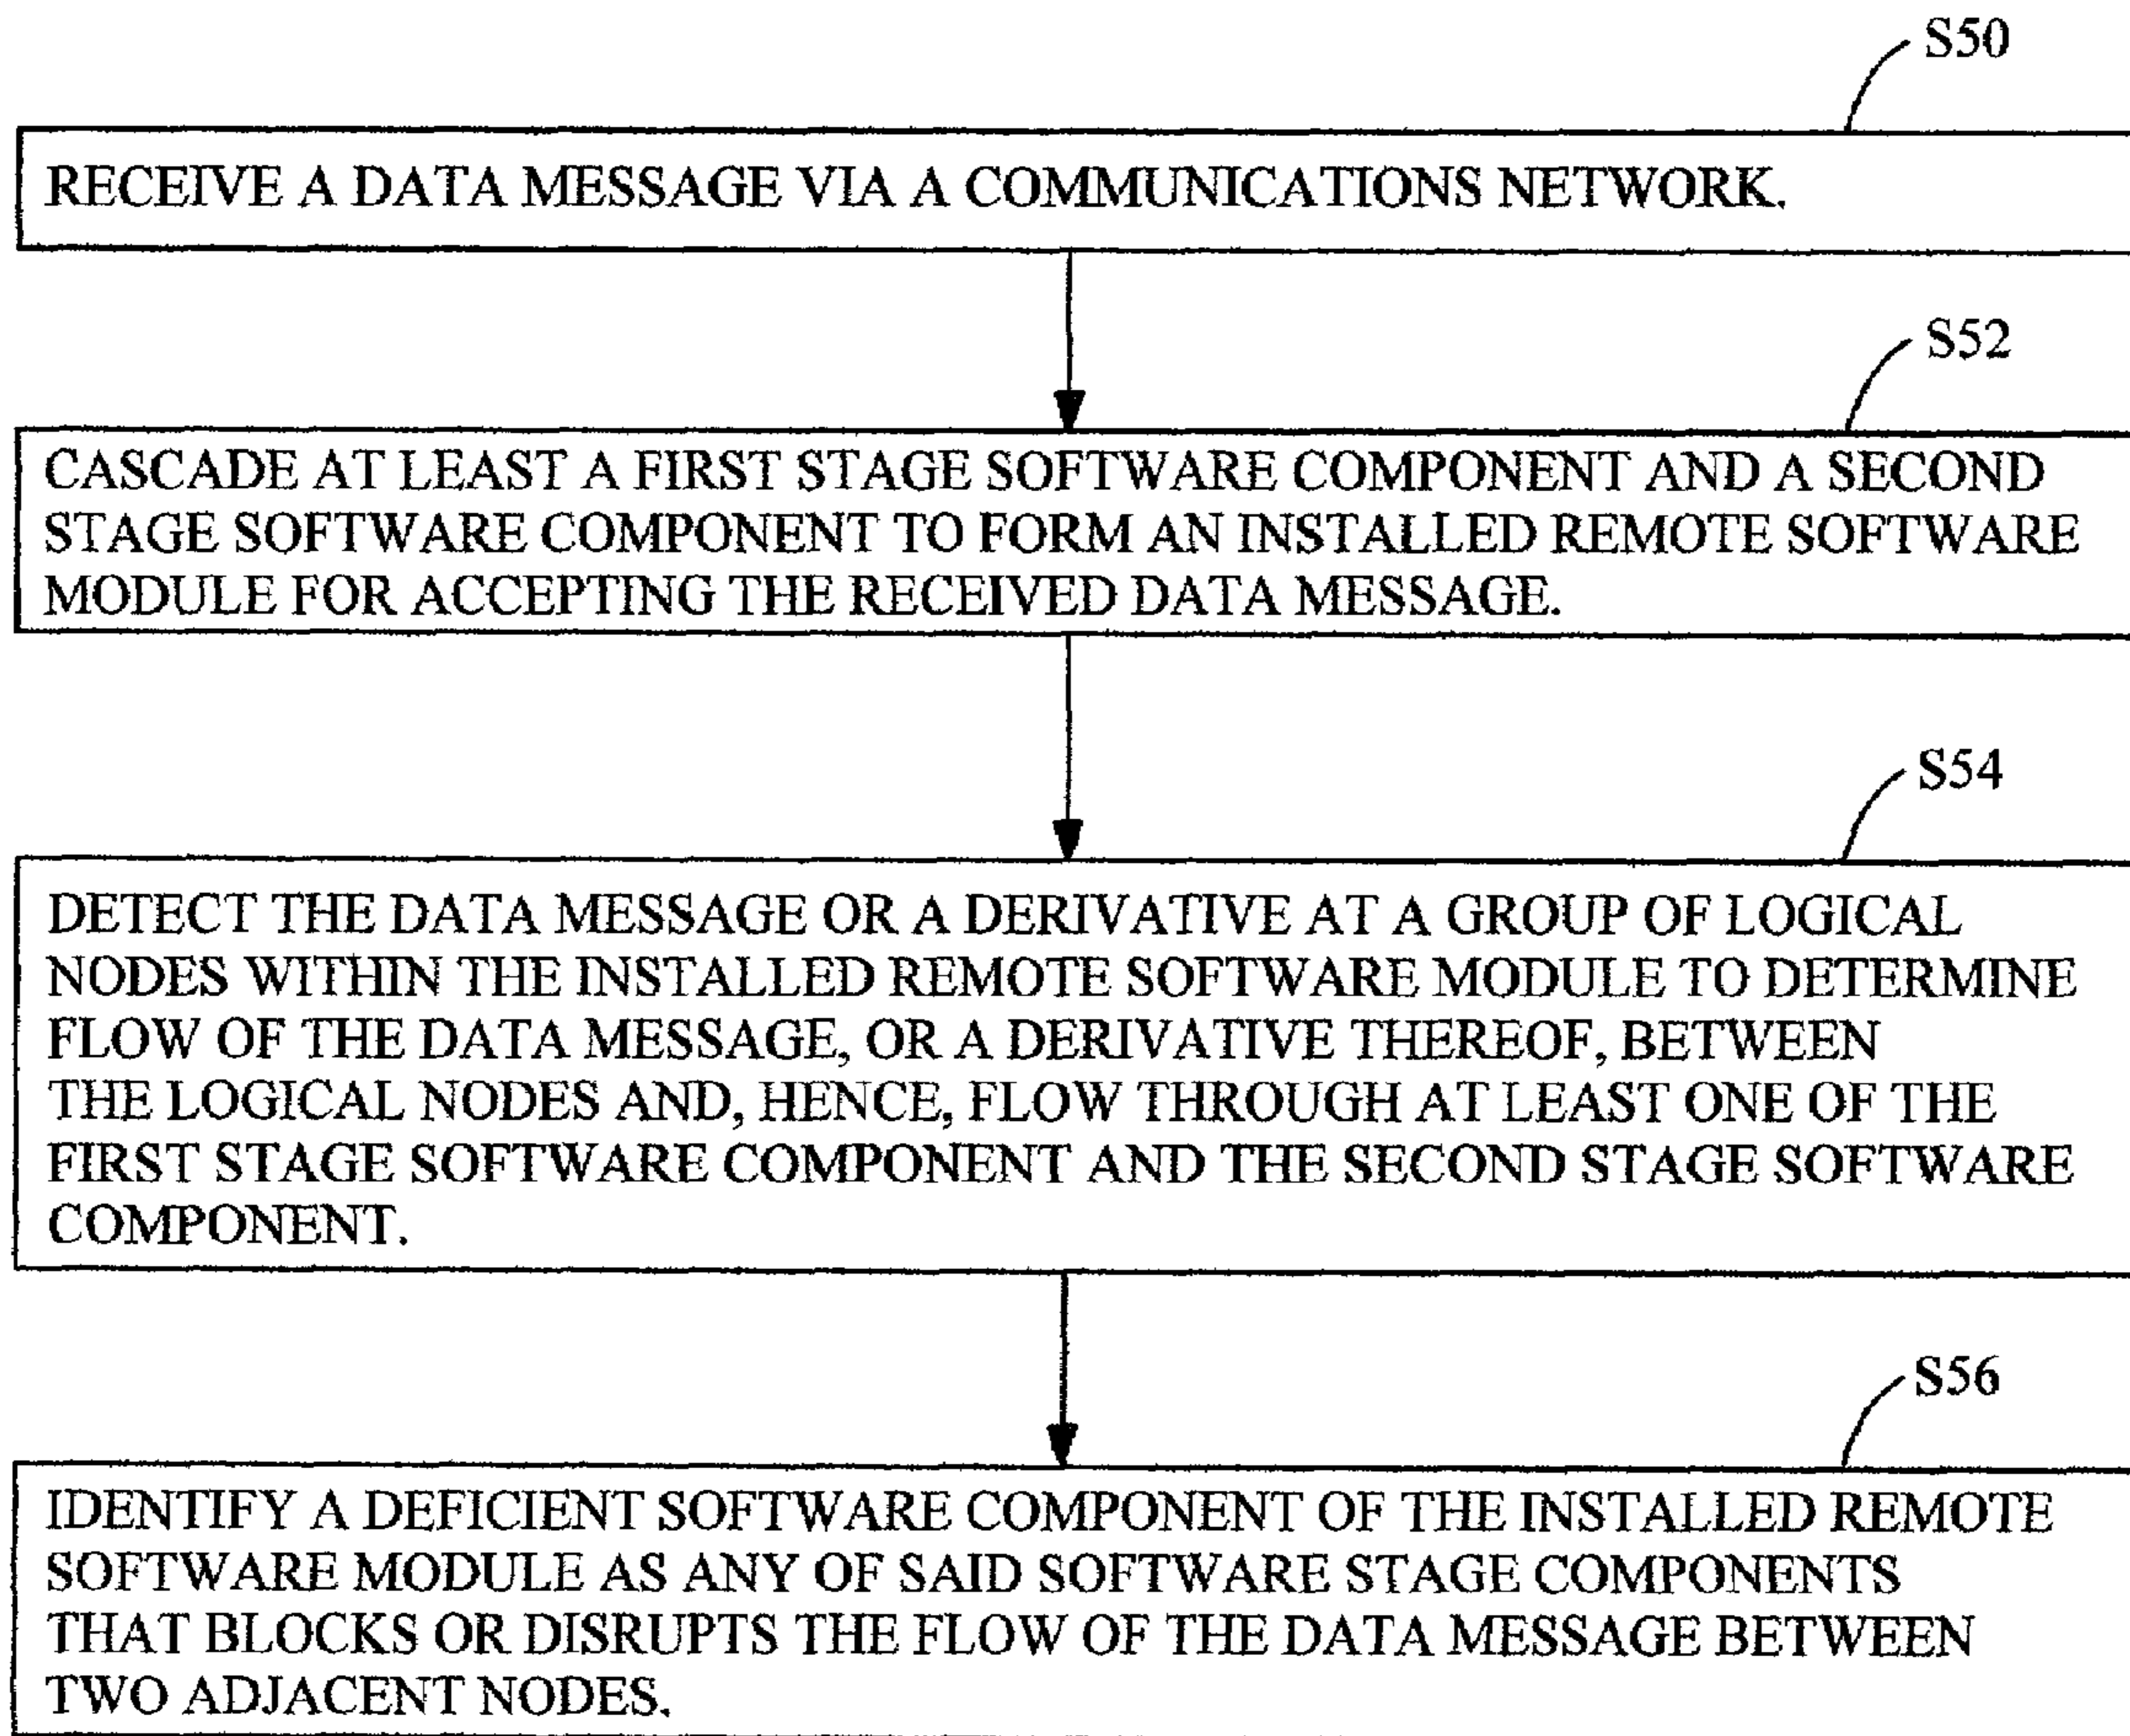 S50
RECEIVE A DATA MESSAGE VIA A COMMUNICATIONS NETWORK.
S52
CASCADE AT LEAST A FIRST STAGE SOFTWARE COMPONENT AND A SECOND
STAGE SOFTWARE COMPONENT TO FORM AN INSTALLED REMOTE SOFTWARE
MODULE FOR ACCEPTING THE RECEIVED DATA MESSAGE.
S54
DETECT THE DATA MESSAGE OR A DERIVATIVE AT A GROUP OF LOGICAL
NODES WITHIN THE INSTALLED REMOTE SOFTWARE MODULE TO DETERMINE
FLOW OF THE DATA MESSAGE, OR A DERIVATIVE THEREOF, BETWEEN
THE LOGICAL NODES AND, HENCE, FLOW THROUGH AT LEAST ONE OF THE
FIRST STAGE SOFTWARE COMPONENT AND THE SECOND STAGE SOFTWARE
COMPONENT.
S56
IDENTIFY A DEFICIENT SOFTWARE COMPONENT OF THE INSTALLED REMOTE
SOFTWARE MODULE AS ANY OF SAID SOFTWARE STAGE COMPONENTS
THAT BLOCKS OR DISRUPTS THE FLOW OF THE DATA MESSAGE BETWEEN
TWO ADJACENT NODES.